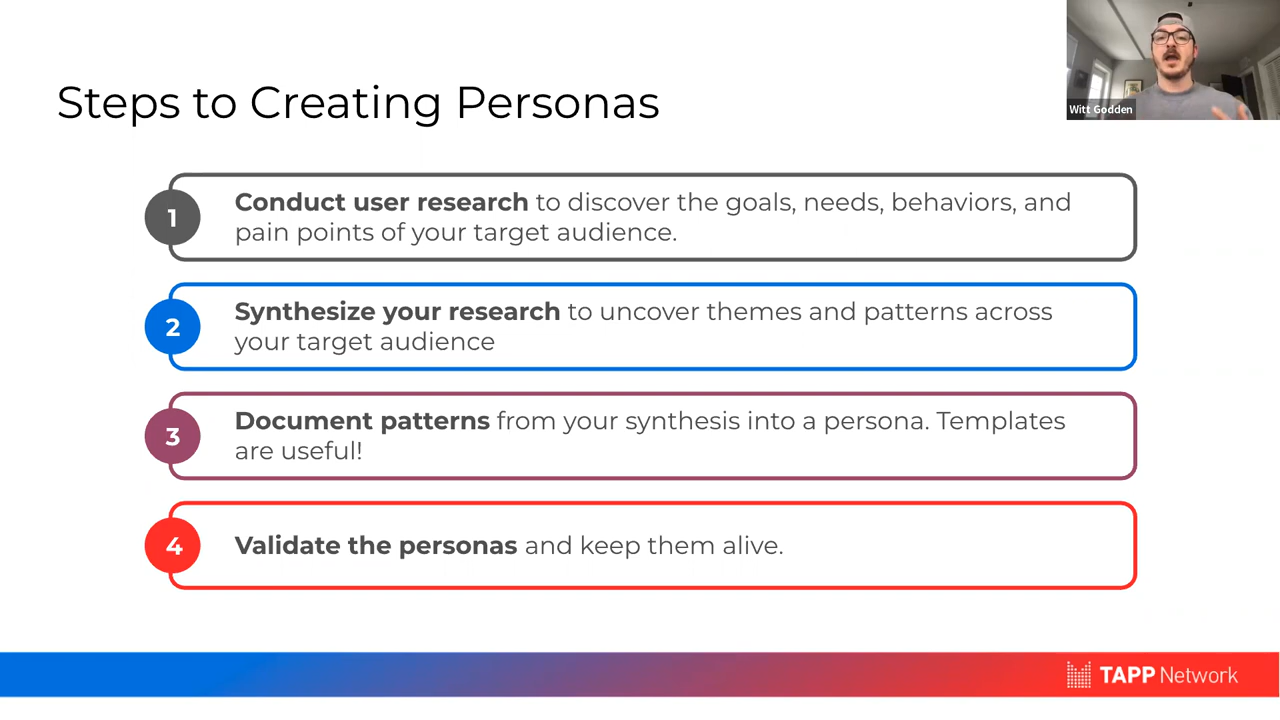 Witt Godden
Steps to Creating Personas
1
Conduct user research to discover the goals, needs, behaviors, and
pain points of your target audience.
2
Synthesize your research to uncover themes and patterns across
your target audience
3
Document patterns from your synthesis into a persona. Templates
are useful!
4
Validate the personas and keep them alive.
TAPP Network